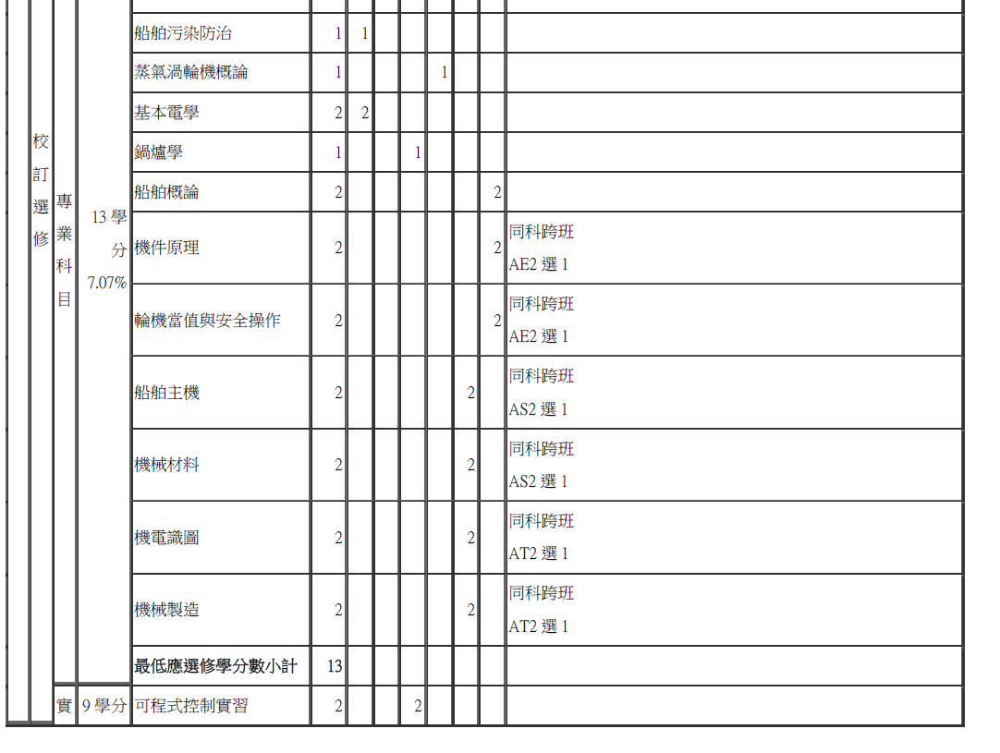 校
訂
選
修
專
業
科
目
13 學
分
7.07%
船舶污染防治 1 1
蒸氣渦輪機概論 1 1
基本電學 2 2
鍋爐學 1 1
船舶概論 2 2
機件原理 2 2 同科跨班
AE2 選 1
輪機當值與安全操作 2 2 同科跨班
AE2 選 1
船舶主機 2 2 同科跨班
AS2 選 1
機械材料 2 2 同科跨班
AS2 選 1
機電識圖 2 2 同科跨班
AT2 選 1
機械製造 2 2 同科跨班
AT2 選 1
最低應選修學分數小計 13
實 9 學分 可程式控制實習 2 2